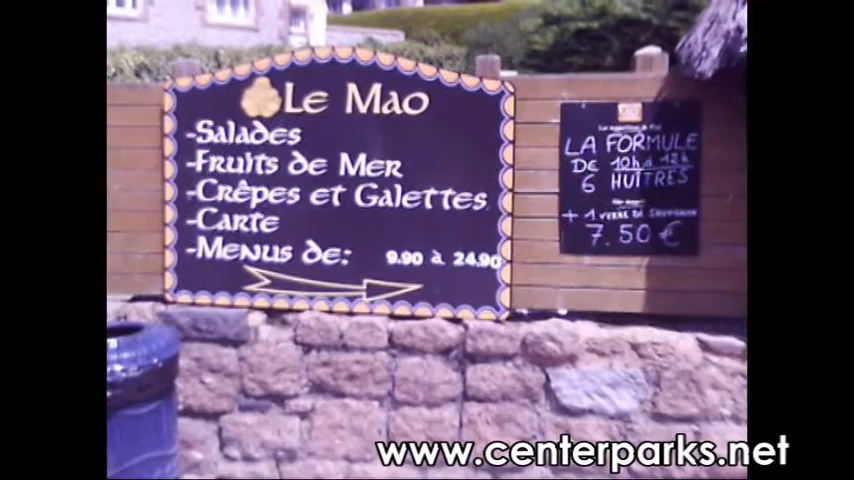 Le Mao
-Salades
-Fruits de Mer
-Crêpes et Galettes
-Carte
-Menus de: 9.90 à 24.90
LA FORMULE
DE 10h à 12h
6 HUITRES
+ 1 VERRE DE SAUVIGNON
7.50 €
www.centerparks.net